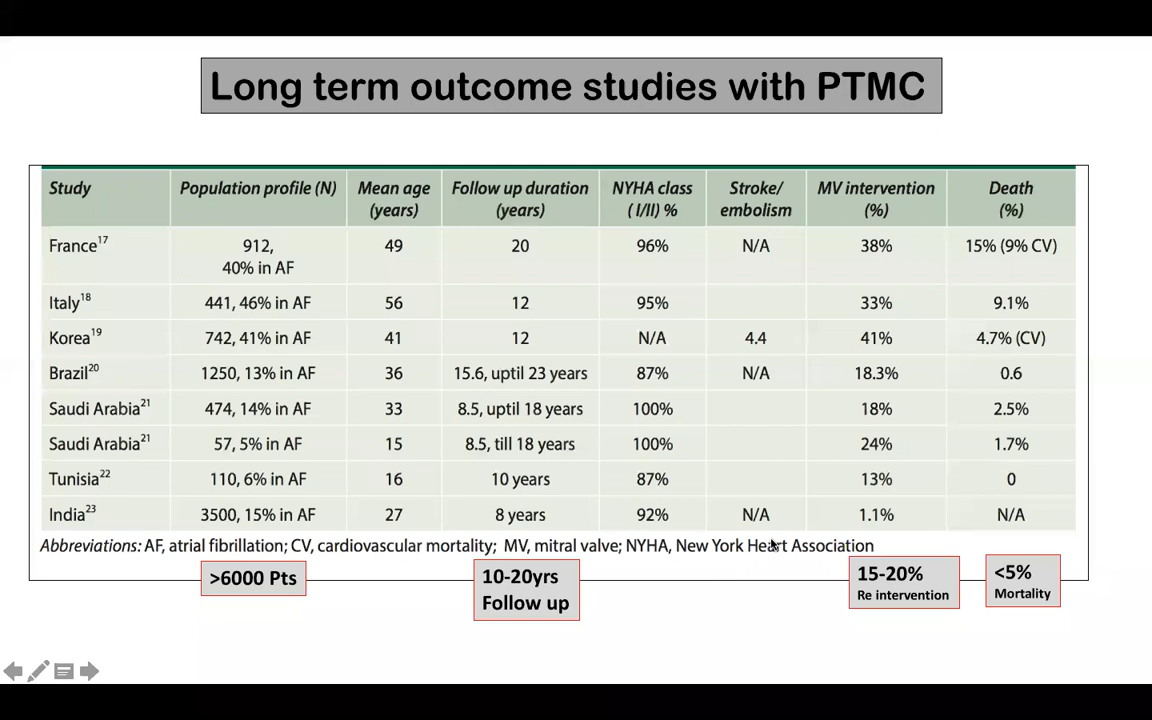 Long term outcome studies with PTMC
Study Population profile (N) Mean age Follow up duration NYHA class Stroke/ MV intervention Death
(years) (years) ( I/II) % embolism (%) (%)
France17 912, 49 20 96% N/A 38% 15% (9% CV)
40% in AF
Italy18 441, 46% in AF 56 12 95% 33% 9.1%
Korea19 742, 41% in AF 41 12 N/A 4.4 41% 4.7% (CV)
Brazil20 1250, 13% in AF 36 15.6, uptil 23 years 87% N/A 18.3% 0.6
Saudi Arabia21 474, 14% in AF 33 8.5, uptil 18 years 100% 18% 2.5%
Saudi Arabia21 57, 5% in AF 15 8.5, till 18 years 100% 24% 1.7%
Tunisia22 110, 6% in AF 16 10 years 87% 13% 0
India23 3500, 15% in AF 27 8 years 92% N/A 1.1% N/A
Abbreviations: AF, atrial fibrillation; CV, cardiovascular mortality; MV, mitral valve; NYHA, New York Heart Association
>6000 Pts
10-20yrs
Follow up
15-20%
Re intervention
<5%
Mortality